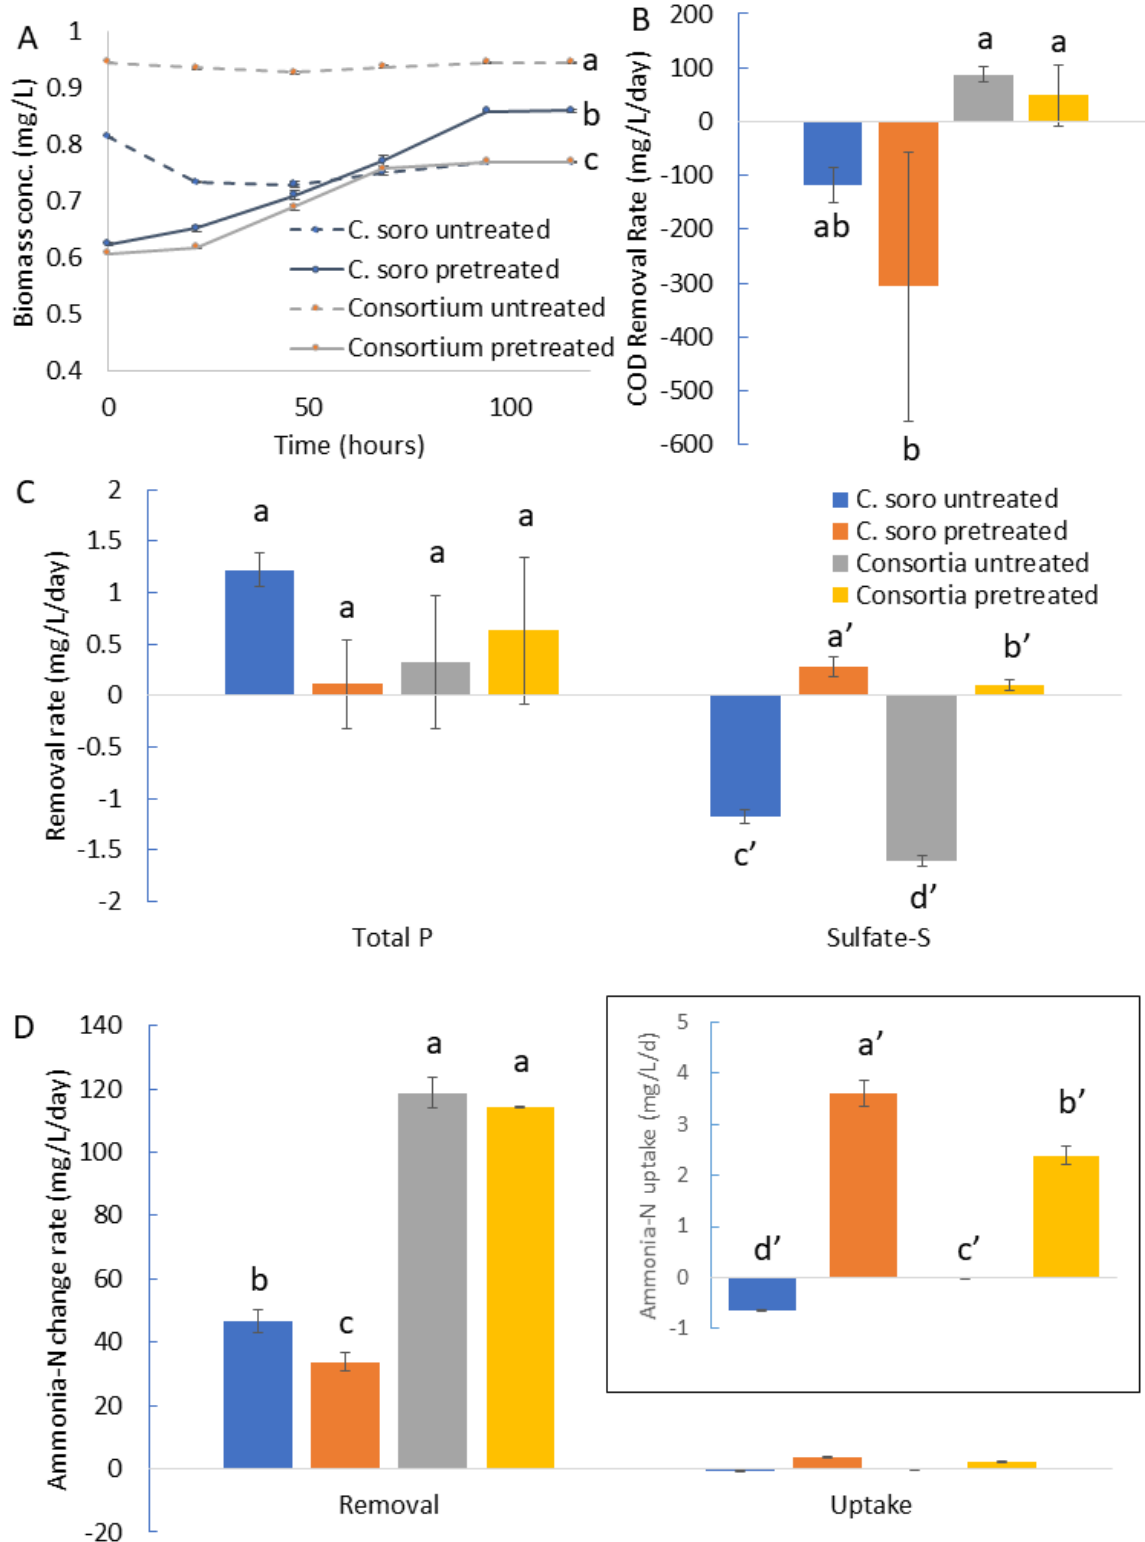 A
1
0.9
0.8
0.7
0.6
0.5
0.4
Biomass conc. (mg/L)
0
50
100
Time (hours)
a
b
c
C. soro untreated
C. soro pretreated
Consortium untreated
Consortium pretreated
B
200
100
0
-100
-200
-300
-400
-500
-600
COD Removal Rate (mg/L/day)
ab
b
a
a
C
2
1.5
1
0.5
0
-0.5
-1
-1.5
-2
Removal rate (mg/L/day)
a
a
a
a
C. soro untreated
C. soro pretreated
Consortia untreated
Consortia pretreated
c’
a’
d’
b’
Total P
Sulfate-S
D
140
120
100
80
60
40
20
0
-20
Ammonia-N change rate (mg/L/day)
b
c
a
a
Removal
Uptake
5
4
3
2
1
0
-1
Ammonia-N uptake (mg/L/d)
d’
a’
c’
b’